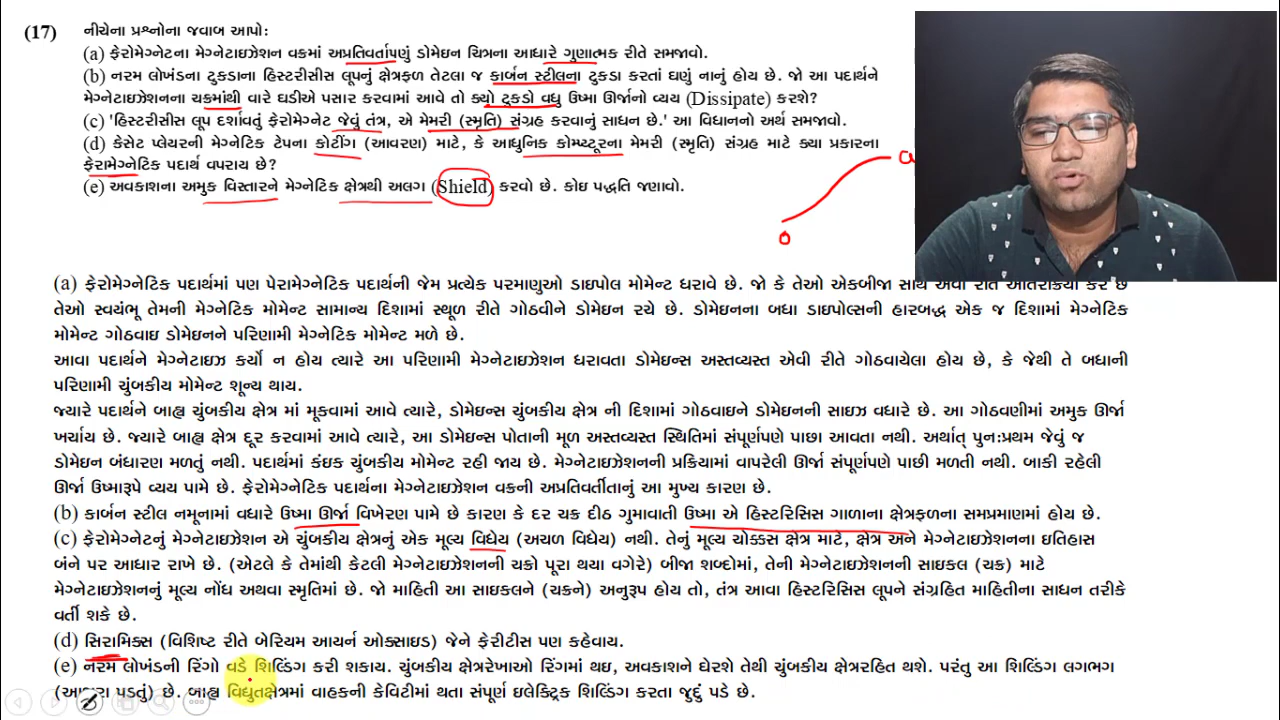 (17) નીચેના પ્રશ્નોના જવાબ આપો:
(a) ફેરોમેગ્નેટના મેગ્નેટાઇઝેશન વક્રમાં અપ્રતિવર્તીપણું ડોમેઇન ચિત્રના આધારે ગુણાત્મક રીતે સમજાવો.
(b) નરમ લોખંડના ટુકડાના હિસ્ટરીસીસ લૂપનું ક્ષેત્રફળ તેટલા જ કાર્બન સ્ટીલના ટુકડા કરતાં ઘણું નાનું હોય છે. જો આ પદાર્થને
મેગ્નેટાઇઝેશનના ચક્રમાંથી વારે ઘડીએ પસાર કરવામાં આવે તો ક્યો ટુકડો વધુ ઉષ્મા ઊર્જાનો વ્યય (Dissipate) કરશે?
(c) 'હિસ્ટરીસીસ લૂપ દર્શાવતું ફેરોમેગ્નેટ જેવું તંત્ર, એ મેમરી (સ્મૃતિ) સંગ્રહ કરવાનું સાધન છે.' આ વિધાનનો અર્થ સમજાવો.
(d) કેસેટ પ્લેયરની મેગ્નેટિક ટેપના કોટીંગ (આવરણ) માટે, કે આધુનિક કોમ્પ્યૂટરના મેમરી (સ્મૃતિ) સંગ્રહ માટે ક્યા પ્રકારના
ફેરામેગ્નેટિક પદાર્થ વપરાય છે?
(e) અવકાશના અમુક વિસ્તારને મેગ્નેટિક ક્ષેત્રથી અલગ (Shield) કરવો છે. કોઇ પદ્ધતિ જણાવો.
(a) ફેરોમેગ્નેટિક પદાર્થમાં પણ પેરામેગ્નેટિક પદાર્થની જેમ પ્રત્યેક પરમાણુઓ ડાઇપોલ મોમેન્ટ ધરાવે છે. જો કે તેઓ એકબીજા સાથે એવી રીતે આંતરક્રિયા કરે છે
તેઓ સ્વયંભૂ તેમની મેગ્નેટિક મોમેન્ટ સામાન્ય દિશામાં સ્થૂળ રીતે ગોઠવીને ડોમેઇન રચે છે. ડોમેઇનના બધા ડાઇપોલ્સની હારબદ્ધ એક જ દિશામાં મેગ્નેટિક
મોમેન્ટ ગોઠવાઇ ડોમેઇનને પરિણામી મેગ્નેટિક મોમેન્ટ મળે છે.
આવા પદાર્થને મેગ્નેટાઇઝ કર્યો ન હોય ત્યારે આ પરિણામી મેગ્નેટાઇઝેશન ધરાવતા ડોમેઇન્સ અસ્તવ્યસ્ત એવી રીતે ગોઠવાયેલા હોય છે, કે જેથી તે બધાની
પરિણામી ચુંબકીય મોમેન્ટ શૂન્ય થાય.
જ્યારે પદાર્થને બાહ્ય ચુંબકીય ક્ષેત્ર માં મૂકવામાં આવે ત્યારે, ડોમેઇન્સ ચુંબકીય ક્ષેત્ર ની દિશામાં ગોઠવાઇને ડોમેઇનની સાઇઝ વધારે છે. આ ગોઠવણીમાં અમુક ઊર્જા
ખર્ચાય છે. જ્યારે બાહ્ય ક્ષેત્ર દૂર કરવામાં આવે ત્યારે, આ ડોમેઇન્સ પોતાની મૂળ અસ્તવ્યસ્ત સ્થિતિમાં સંપૂર્ણપણે પાછા આવતા નથી. અર્થાત્ પુનઃપ્રથમ જેવું જ
ડોમેઇન બંધારણ મળતું નથી. પદાર્થમાં કંઇક ચુંબકીય મોમેન્ટ રહી જાય છે. મેગ્નેટાઇઝેશનની પ્રક્રિયામાં વાપરેલી ઊર્જા સંપૂર્ણપણે પાછી મળતી નથી. બાકી રહેલી
ઊર્જા ઉષ્મારૂપે વ્યય પામે છે. ફેરોમેગ્નેટિક પદાર્થના મેગ્નેટાઇઝેશન વક્રની અપ્રતિવર્તીતાનું આ મુખ્ય કારણ છે.
(b) કાર્બન સ્ટીલ નમૂનામાં વધારે ઉષ્મા ઊર્જા વિખેરણ પામે છે કારણ કે દર ચક્ર દીઠ ગુમાવાતી ઉષ્મા એ હિસ્ટરિસિસ ગાળાના ક્ષેત્રફળના સમપ્રમાણમાં હોય છે.
(c) ફેરોમેગ્નેટનું મેગ્નેટાઇઝેશન એ ચુંબકીય ક્ષેત્રનું એક મૂલ્ય વિધેય (અચળ વિધેય) નથી. તેનું મૂલ્ય ચોક્કસ ક્ષેત્ર માટે, ક્ષેત્ર અને મેગ્નેટાઇઝેશનના ઇતિહાસ
બંને પર આધાર રાખે છે. (એટલે કે તેમાંથી કેટલી મેગ્નેટાઇઝેશનની ચક્રો પૂરા થયા વગેરે) બીજા શબ્દોમાં, તેની મેગ્નેટાઇઝેશનની સાઇકલ (ચક્ર) માટે
મેગ્નેટાઇઝેશનનું મૂલ્ય નોંધ અથવા સ્મૃતિમાં છે. જો માહિતી આ સાઇકલને (ચક્રને) અનુરૂપ હોય તો, તંત્ર આવા હિસ્ટરિસિસ લૂપને સંગ્રહિત માહિતીના સાધન તરીકે
વર્તી શકે છે.
(d) સિરામિક્સ (વિશિષ્ટ રીતે બેરિયમ આયર્ન ઓક્સાઇડ) જેને ફેરીટીસ પણ કહેવાય.
(e) નરમ લોખંડની રિંગો વડે શિલ્ડિંગ કરી શકાય. ચુંબકીય ક્ષેત્રરેખાઓ રિંગમાં થઇ, અવકાશને ઘેરશે તેથી ચુંબકીય ક્ષેત્રરહિત થશે. પરંતુ આ શિલ્ડિંગ લગભગ
પડતું) છે. બાહ્ય વિદ્યુતક્ષેત્રમાં વાહકની કેવિટીમાં થતા સંપૂર્ણ ઇલેક્ટ્રિક શિલ્ડિંગ કરતા જુદું પડે છે.